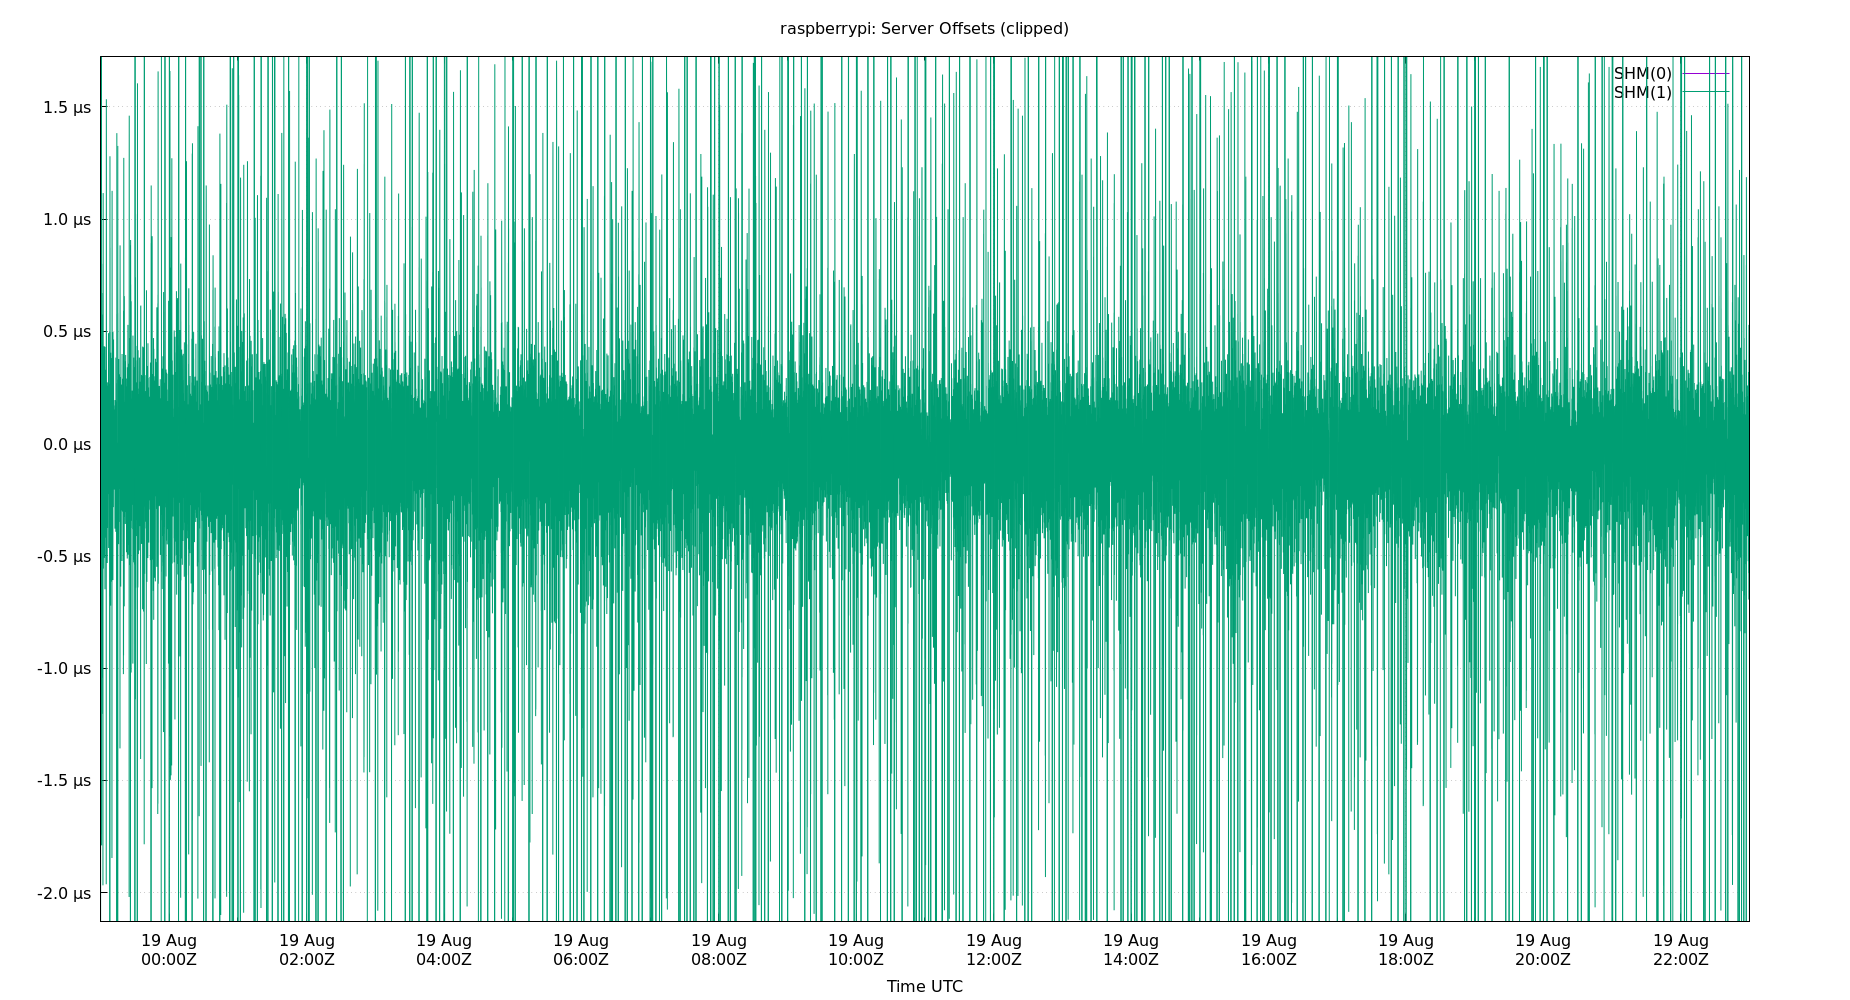 raspberrypi: Server Offsets (clipped)
SHM(0)
SHM(1)
1.5 µs
1.0 µs
0.5 µs
0.0 µs
-0.5 µs
-1.0 µs
-1.5 µs
-2.0 µs
19 Aug 19 Aug 19 Aug 19 Aug 19 Aug 19 Aug 19 Aug 19 Aug 19 Aug 19 Aug 19 Aug 19 Aug
00:00Z 02:00Z 04:00Z 06:00Z 08:00Z 10:00Z 12:00Z 14:00Z 16:00Z 18:00Z 20:00Z 22:00Z
Time UTC